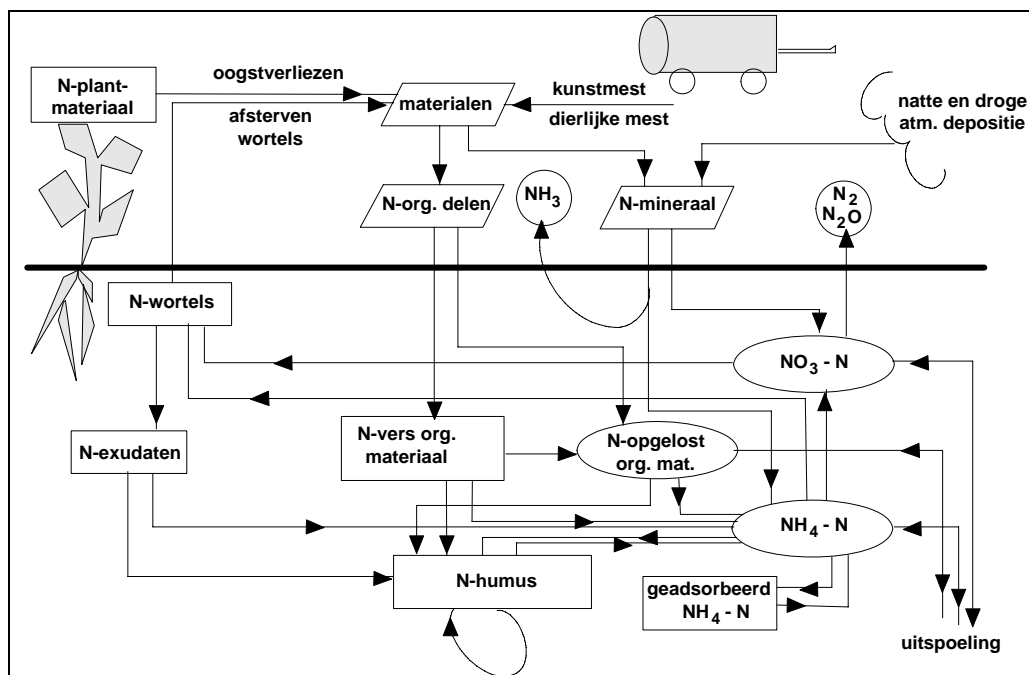 N-plant-
materiaal
oogstverliezen
afsterven
wortels
materialen
kunstmest
dierlijke mest
natte en droge
atm. depositie
N-org. delen
NH3
N-mineraal
N2
N2O
N-wortels
NO3 - N
N-exudaten
N-vers org.
materiaal
N-opgelost
org. mat.
NH4 - N
N-humus
geadsorbeerd
NH4 - N
uitspoeling